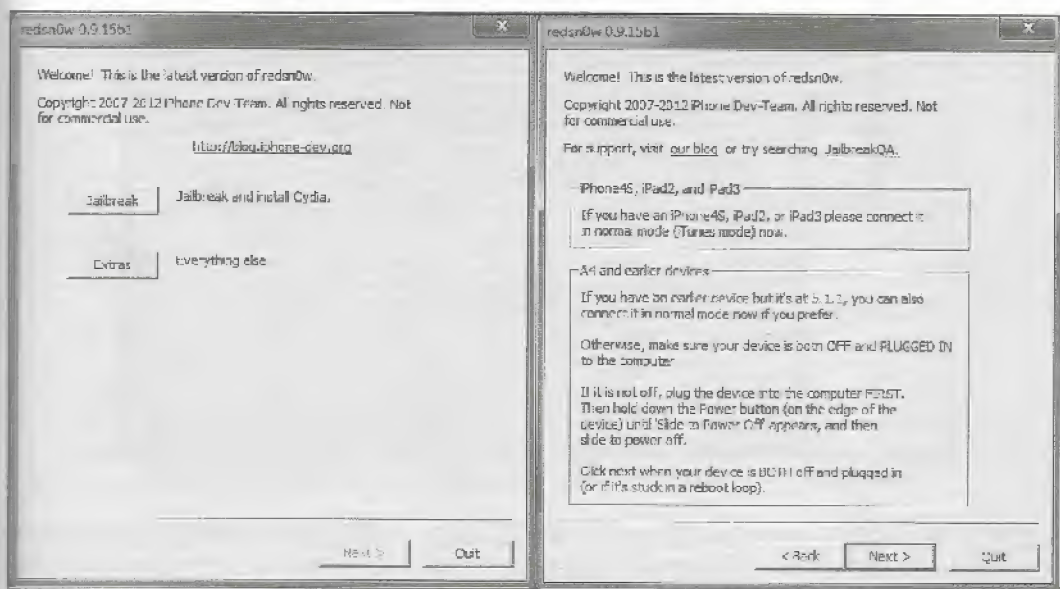 redsn0w 0.9.15b1
Welcome! This is the latest version of redsn0w.
Copyright 2007-2012 iPhone Dev-Team. All rights reserved. Not
for commercial use.
http://blog.iphone-dev.org
Jailbreak
Jailbreak and install Cydia.
Extras
Everything else
Next >
Quit
redsn0w 0.9.15b1
Welcome! This is the latest version of redsn0w.
Copyright 2007-2012 iPhone Dev-Team. All rights reserved. Not
for commercial use.
For support, visit our blog or try searching JailbreakQA.
iPhone4S, iPad2, and iPad3
If you have an iPhone4S, iPad2, or iPad3 please connect it
in normal mode (iTunes mode) now.
A4 and earlier devices
If you have an earlier device but it's at 5.1.1, you can also
connect it in normal mode now if you prefer.
Otherwise, make sure your device is both OFF and PLUGGED IN
to the computer
If it is not off, plug the device into the computer FIRST.
Then hold down the Power button (on the edge of the
device) until 'Slide to Power Off' appears, and then
slide to power off.
Click next when your device is BOTH off and plugged in
(or if it's stuck in a reboot loop).
< Back
Next >
Quit